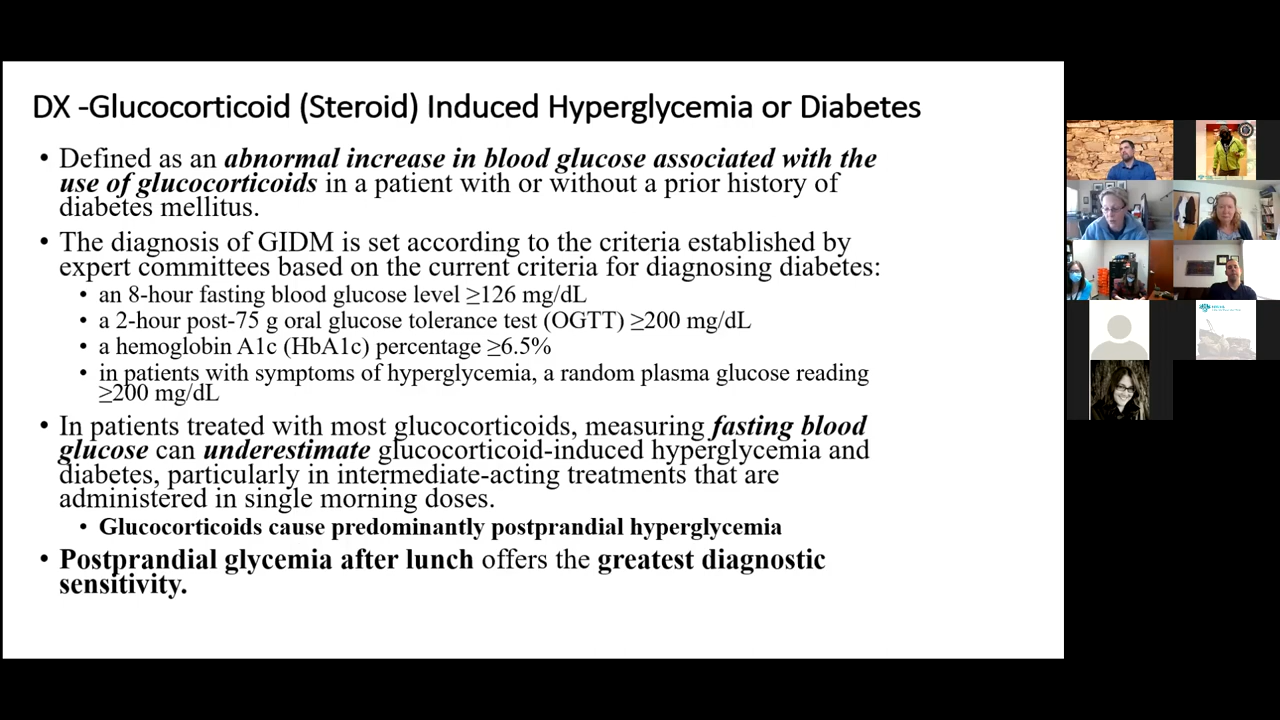 DX -Glucocorticoid (Steroid) Induced Hyperglycemia or Diabetes
• Defined as an abnormal increase in blood glucose associated with the
use of glucocorticoids in a patient with or without a prior history of
diabetes mellitus.
• The diagnosis of GIDM is set according to the criteria established by
expert committees based on the current criteria for diagnosing diabetes:
• an 8-hour fasting blood glucose level ≥126 mg/dL
• a 2-hour post-75 g oral glucose tolerance test (OGTT) ≥200 mg/dL
• a hemoglobin A1c (HbA1c) percentage ≥6.5%
• in patients with symptoms of hyperglycemia, a random plasma glucose reading
≥200 mg/dL
• In patients treated with most glucocorticoids, measuring fasting blood
glucose can underestimate glucocorticoid-induced hyperglycemia and
diabetes, particularly in intermediate-acting treatments that are
administered in single morning doses.
• Glucocorticoids cause predominantly postprandial hyperglycemia
• Postprandial glycemia after lunch offers the greatest diagnostic
sensitivity.